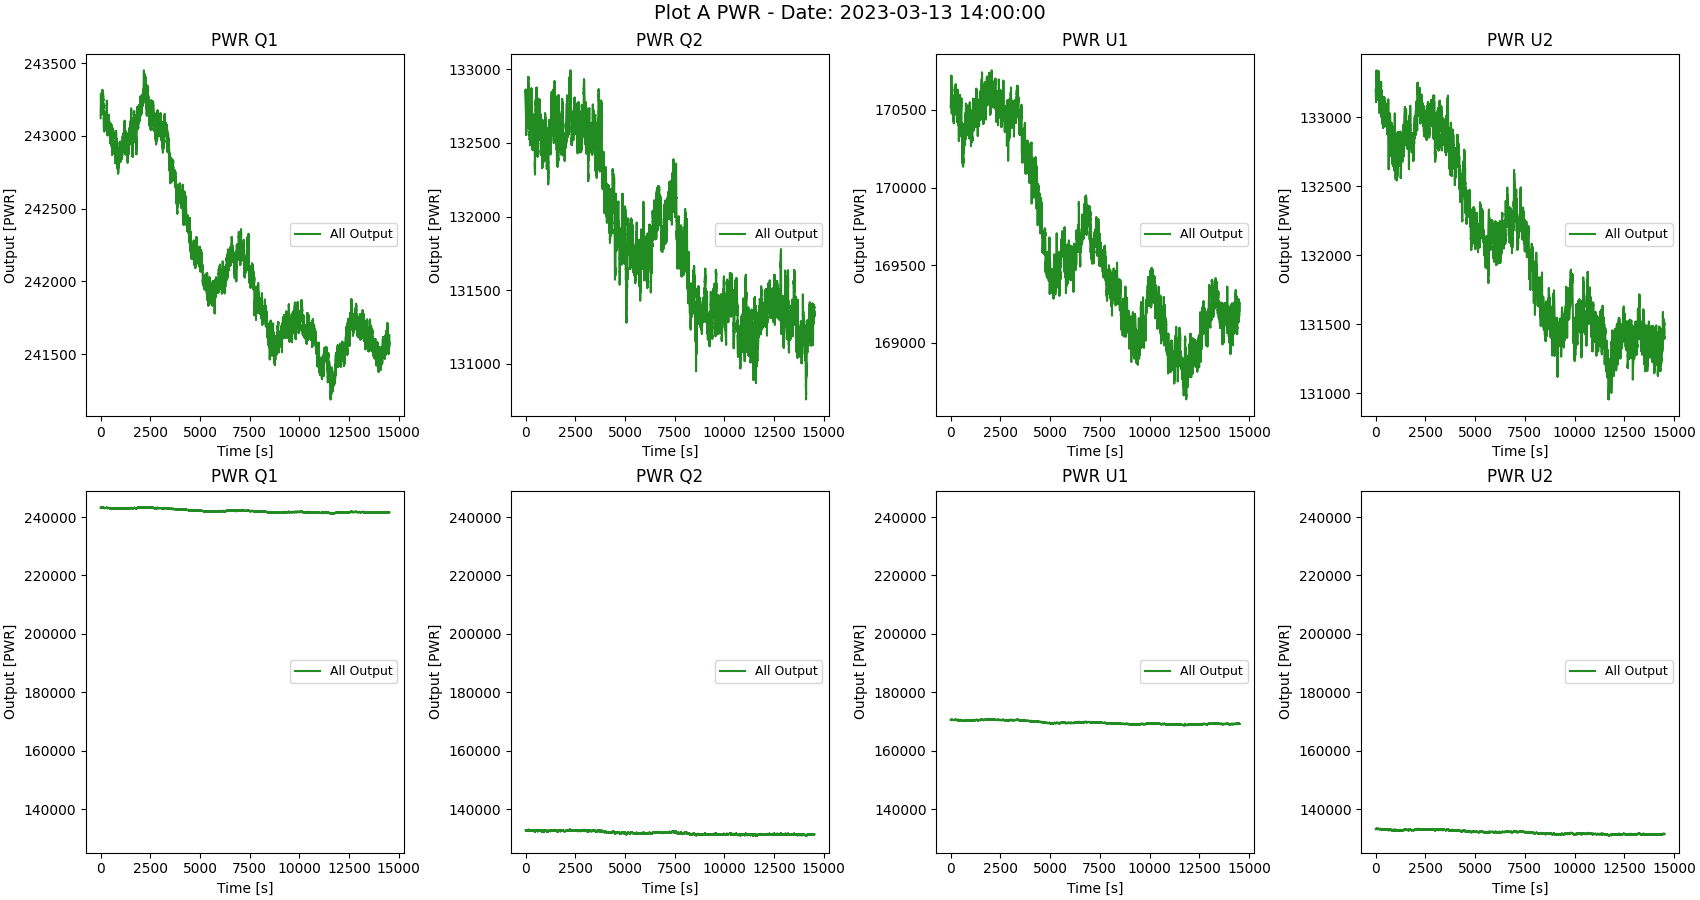 Plot A PWR - Date: 2023-03-13 14:00:00
PWR Q1
243500
243000
242500
242000
241500
Output [PWR]
All Output
0 2500 5000 7500 10000 12500 15000
Time [s]
PWR Q2
133000
132500
132000
131500
131000
Output [PWR]
All Output
0 2500 5000 7500 10000 12500 15000
Time [s]
PWR U1
170500
170000
169500
169000
Output [PWR]
All Output
0 2500 5000 7500 10000 12500 15000
Time [s]
PWR U2
133000
132500
132000
131500
131000
Output [PWR]
All Output
0 2500 5000 7500 10000 12500 15000
Time [s]
PWR Q1
240000
220000
200000
180000
160000
140000
Output [PWR]
All Output
0 2500 5000 7500 10000 12500 15000
Time [s]
PWR Q2
240000
220000
200000
180000
160000
140000
Output [PWR]
All Output
0 2500 5000 7500 10000 12500 15000
Time [s]
PWR U1
240000
220000
200000
180000
160000
140000
Output [PWR]
All Output
0 2500 5000 7500 10000 12500 15000
Time [s]
PWR U2
240000
220000
200000
180000
160000
140000
Output [PWR]
All Output
0 2500 5000 7500 10000 12500 15000
Time [s]